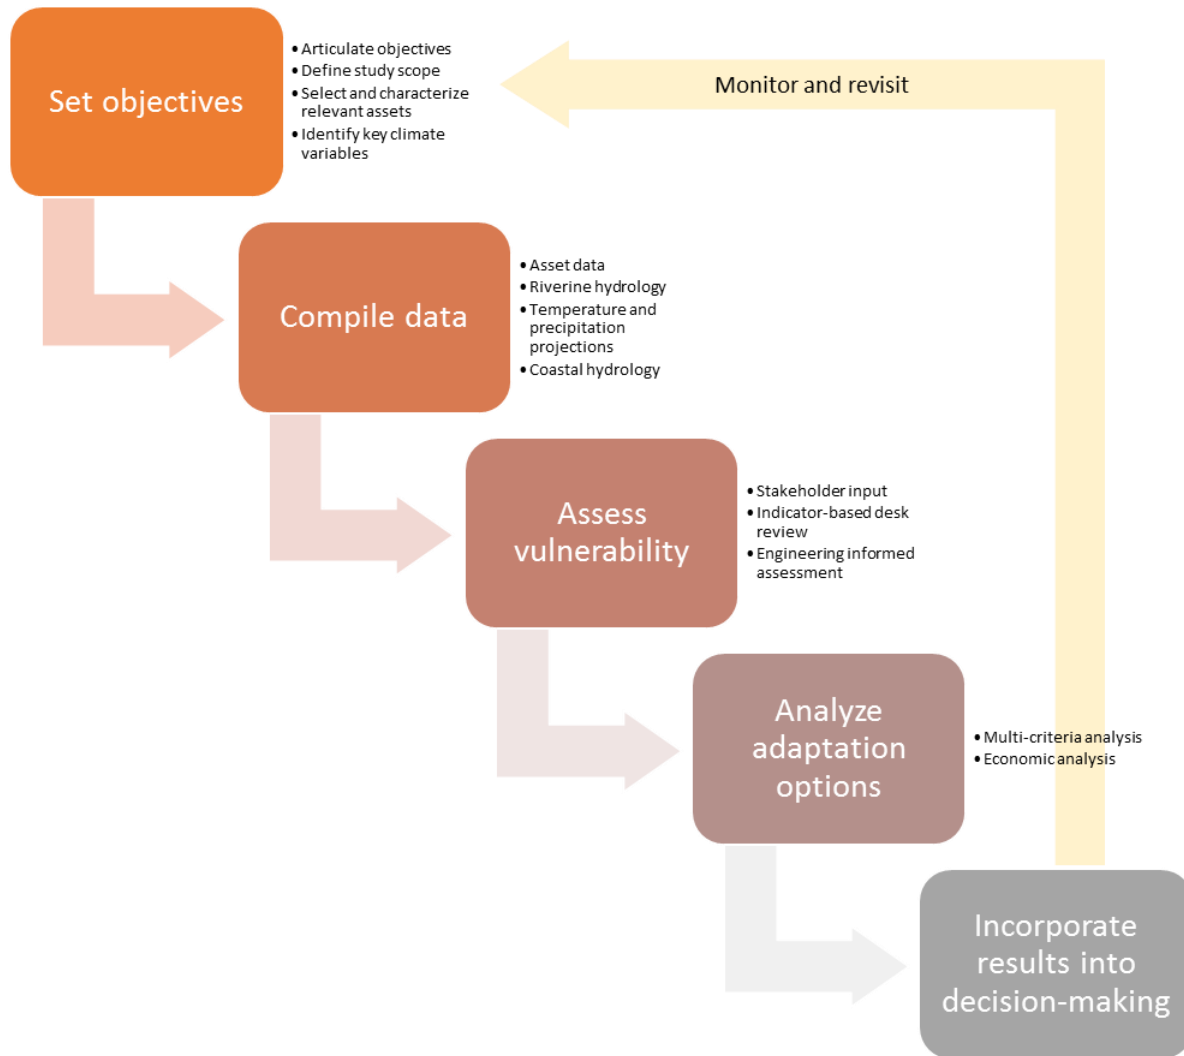 Set objectives
• Articulate objectives
• Define study scope
• Select and characterize
relevant assets
• Identify key climate
variables
Monitor and revisit
Compile data
• Asset data
• Riverine hydrology
• Temperature and
precipitation
projections
• Coastal hydrology
Assess
vulnerability
• Stakeholder input
• Indicator-based desk
review
• Engineering informed
assessment
Analyze
adaptation
options
• Multi-criteria analysis
• Economic analysis
Incorporate
results into
decision-making